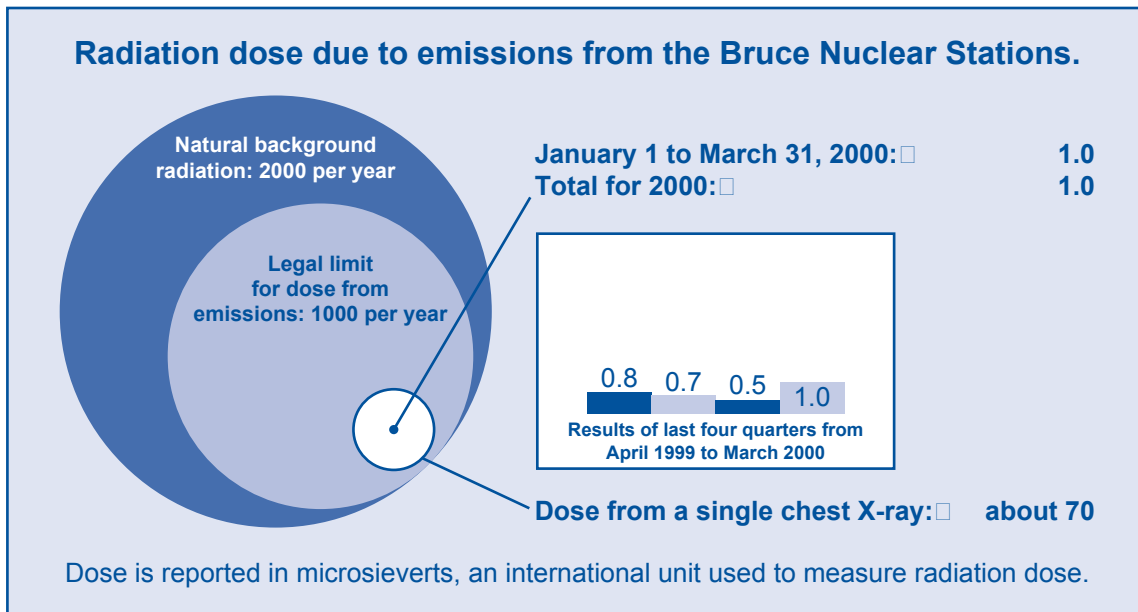 Radiation dose due to emissions from the Bruce Nuclear Stations.
Natural background
radiation: 2000 per year
Legal limit
for dose from
emissions: 1000 per year
January 1 to March 31, 2000:□ 1.0
Total for 2000:□ 1.0
0.8 0.7 0.5 1.0
Results of last four quarters from
April 1999 to March 2000
Dose from a single chest X-ray:□ about 70
Dose is reported in microsieverts, an international unit used to measure radiation dose.